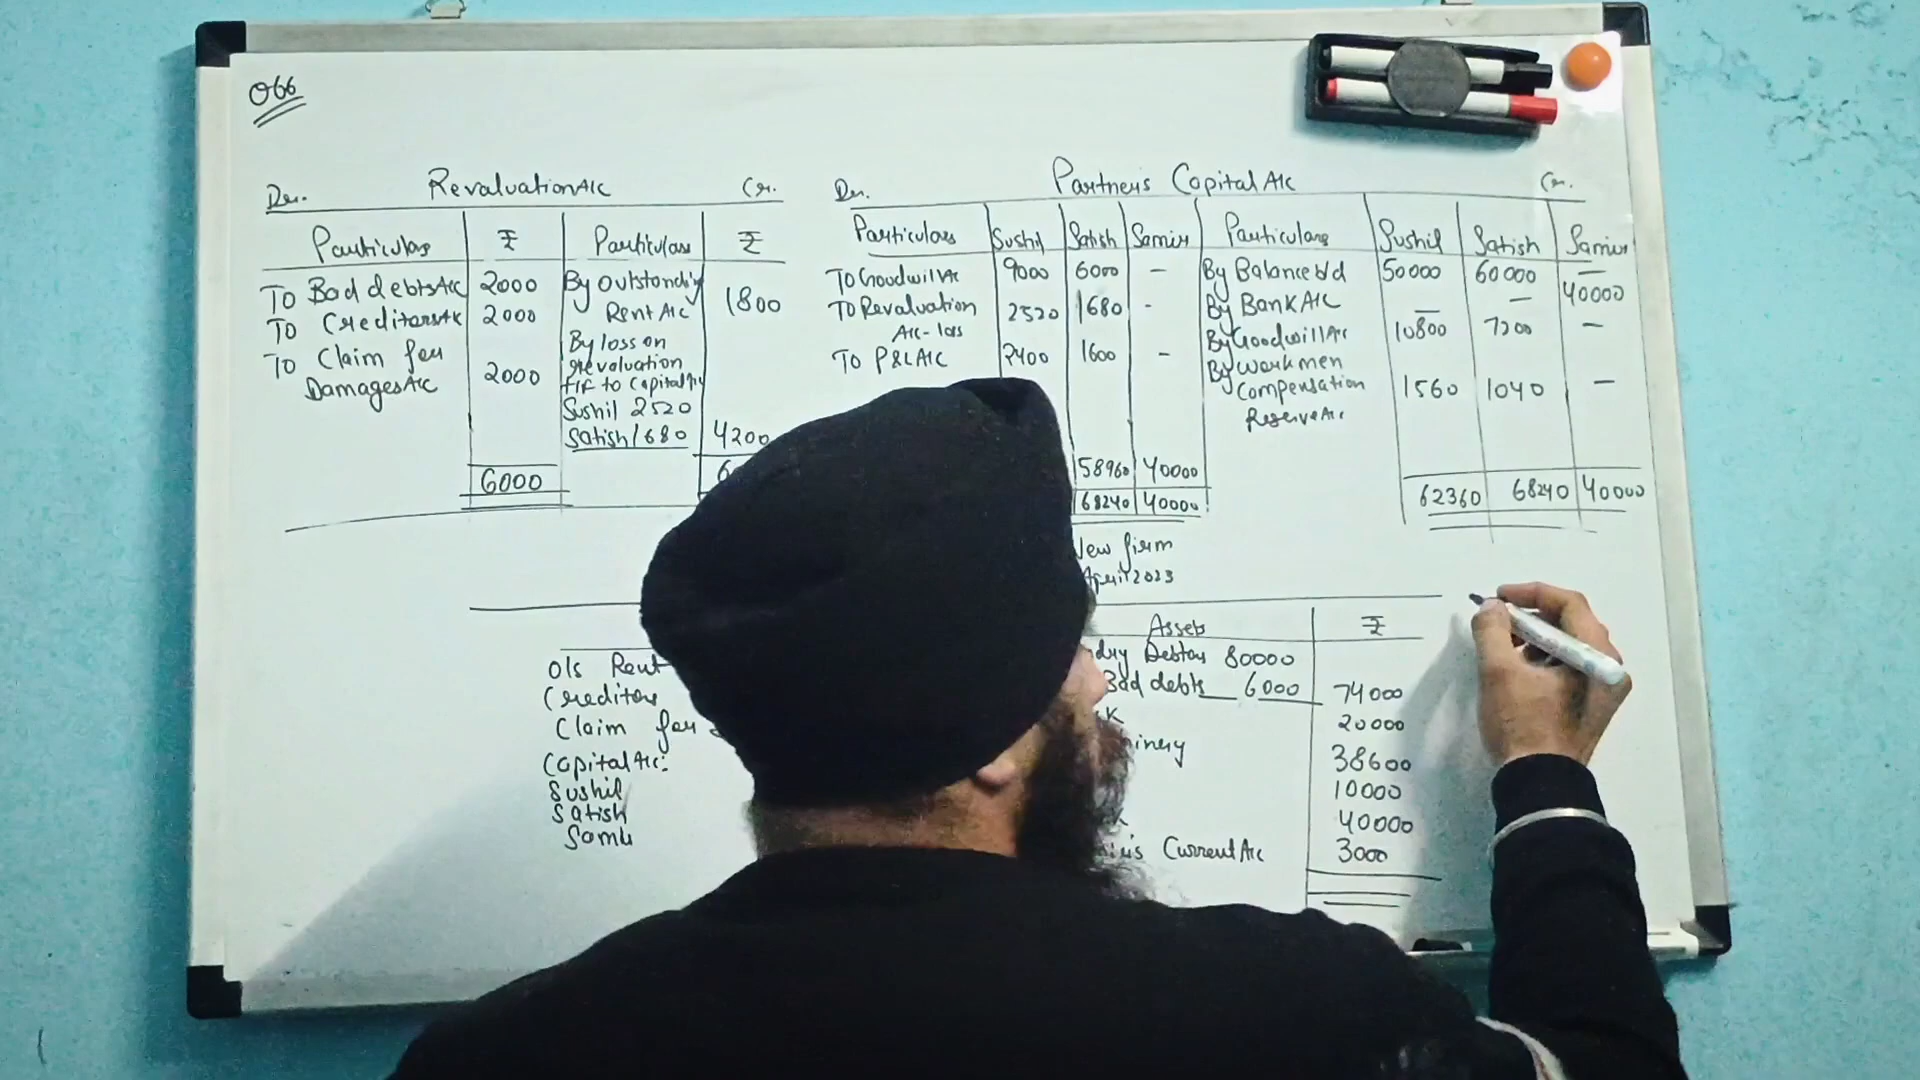 Q66
Dr. Revaluation A/c Cr.
Particulars ₹ Particulars ₹
To Bad debts A/c 2000 By Outstanding
Rent A/c 1800
To Creditors A/c 2000
By loss on
revaluation
To Claim for
Damages A/c 2000
t/f to Capital A/c
Sushil 2520
Satish 1680 4200
6000
Dr. Partner's Capital A/c Cr.
Particulars Sushil Satish Samir Particulars Sushil Satish Samir
To Goodwill A/c 9000 6000 – By Balance b/d 50000 60000 –
To Revaluation
A/c - loss 2520 1680 - By Bank A/c – – 40000
To P&L A/c 2400 1600 – By Goodwill A/c 10800 7200 –
By Workmen
Compensation
Reserve A/c 1560 1040 –
58960 40000
68240 40000 62360 68240 40000
New firm
April 2023
Assets ₹
O/s Rent
Debtors 80000
Creditors
Bad debts 6000 74000
Claim for
20000
Capital A/c:
38600
Sushil
10000
Satish
40000
Samir
Current A/c 3000